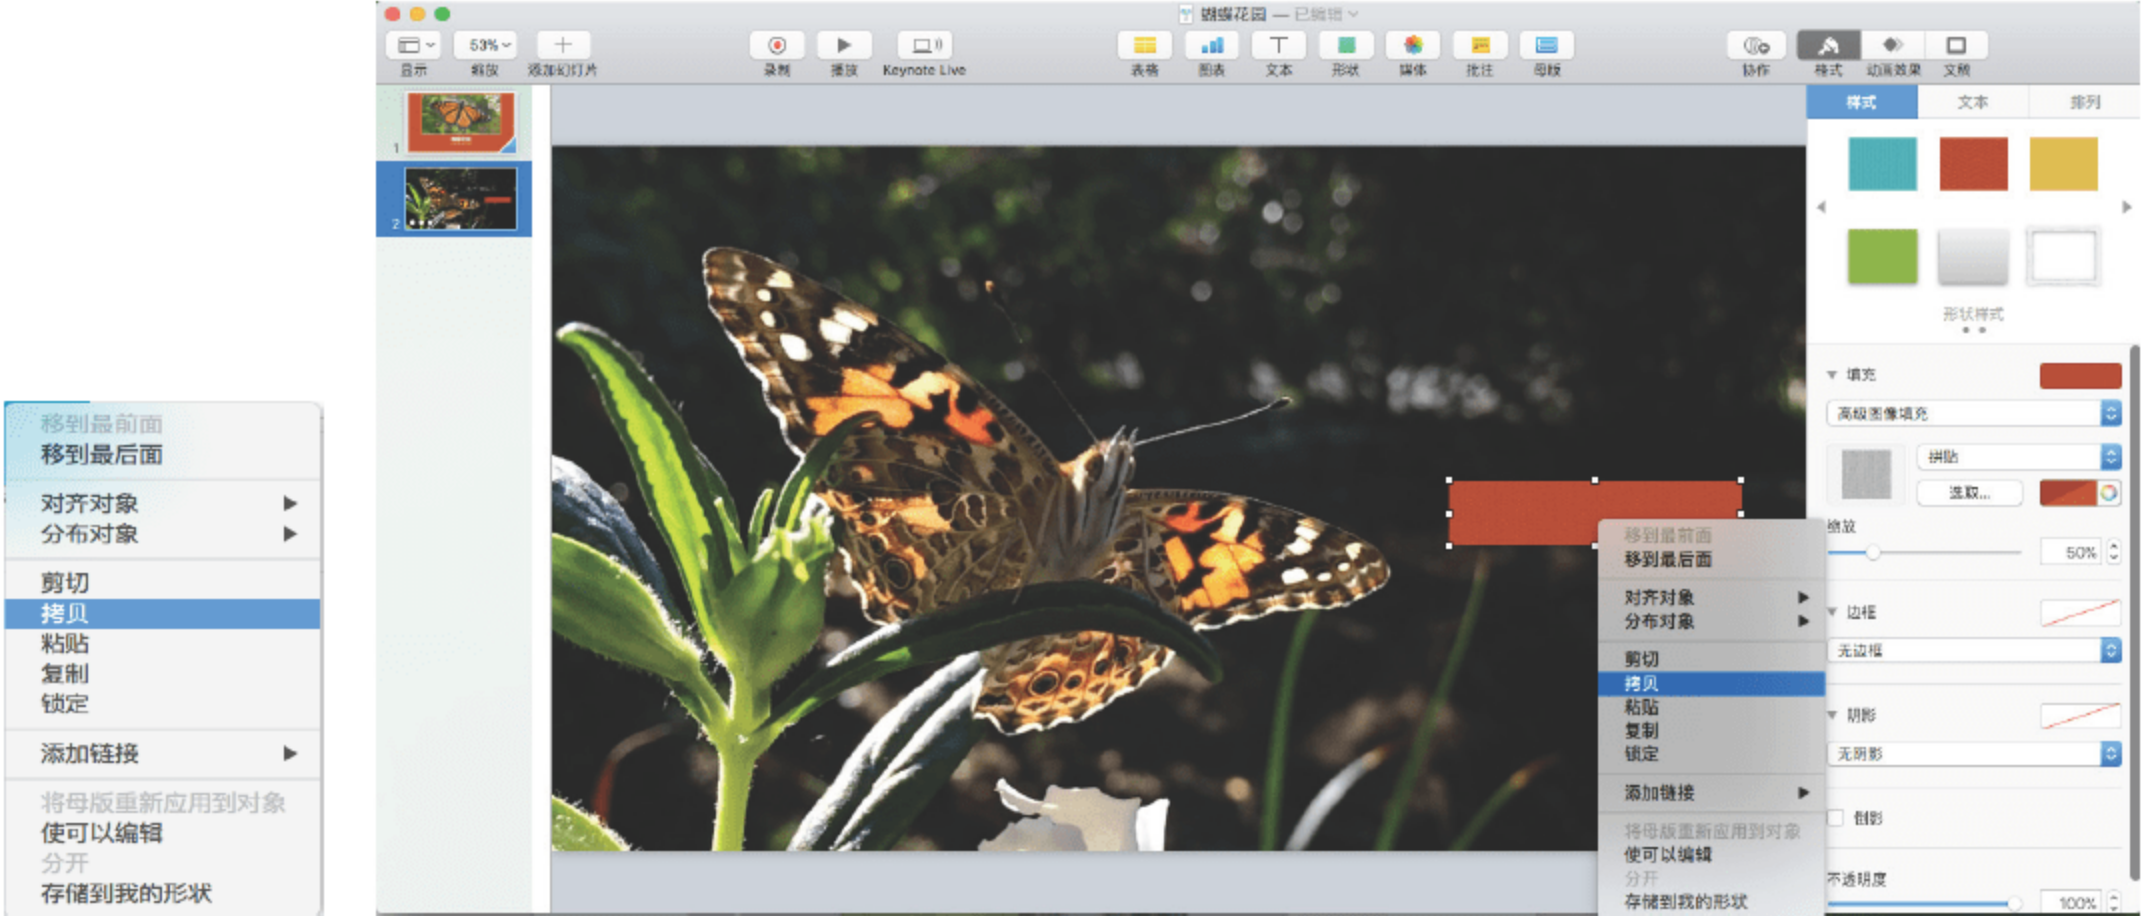 移到最前面
移到最后面
对齐对象
分布对象
剪切
拷贝
粘贴
复制
锁定
添加链接
将母版重新应用到对象
使可以编辑
分开
存储到我的形状
蝴蝶花园 — 已编辑
53%
显示 缩放 添加幻灯片 录制 播放 Keynote Live 表格 图表 文本 形状 媒体 批注 母版 协作 格式 动画效果 文稿
1
2
样式 文本 排列
形状样式
填充
高级图像填充
拼贴
选取...
缩放
50%
边框
无边框
阴影
无阴影
倒影
不透明度
100%
移到最前面
移到最后面
对齐对象
分布对象
剪切
拷贝
粘贴
复制
锁定
添加链接
将母版重新应用到对象
使可以编辑
分开
存储到我的形状